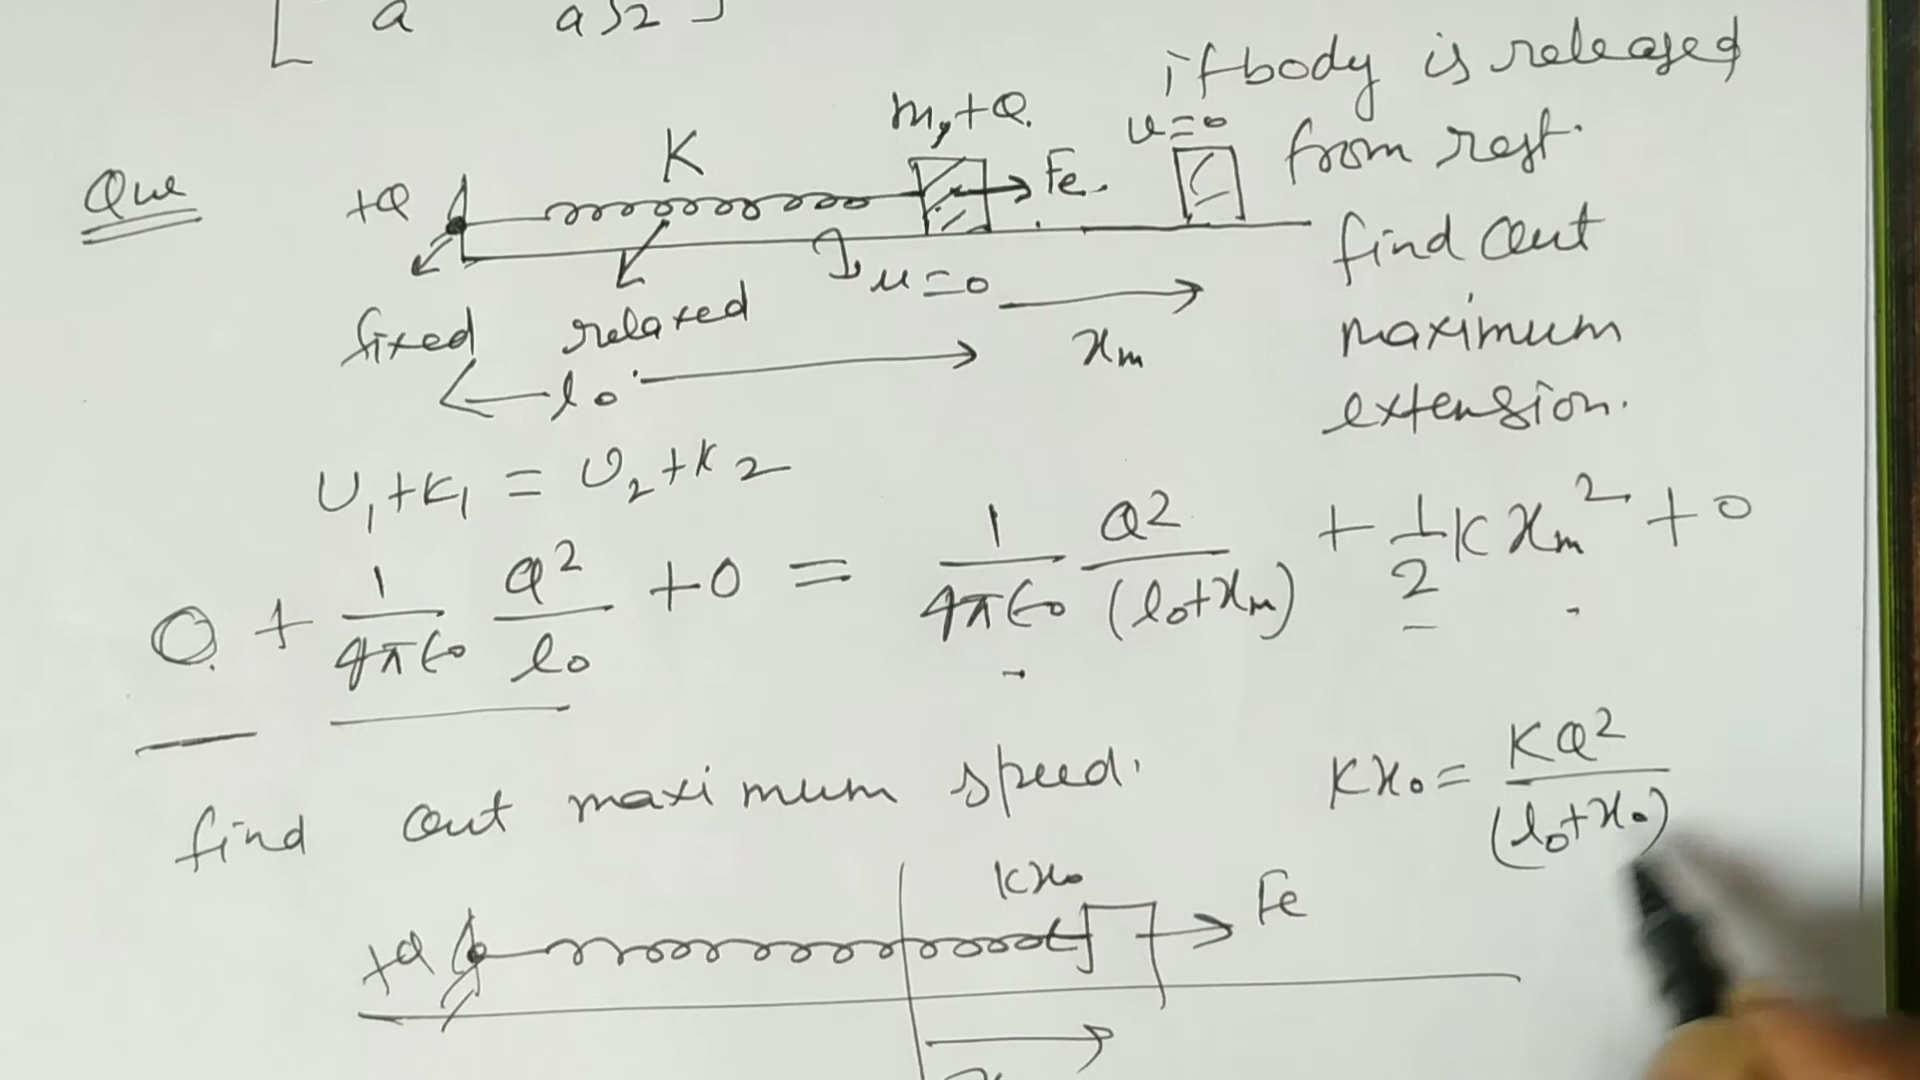 [ a a√2 ]
if body is released
m, +Q.
v=0
from rest.
Que
+Q
K
Fe.
find out
u=0
fixed
relaxed
xm
maximum
l0
extension.
U1+K1 = U2+K2
0 + 1/4πϵ0 Q²/l0 +0 = 1/4πϵ0 Q²/(l0+xm) + 1/2 K xm² + 0
find out maximum speed.
Kx0 = KQ²/(l0+x0)
Kx0
Fe
+Q